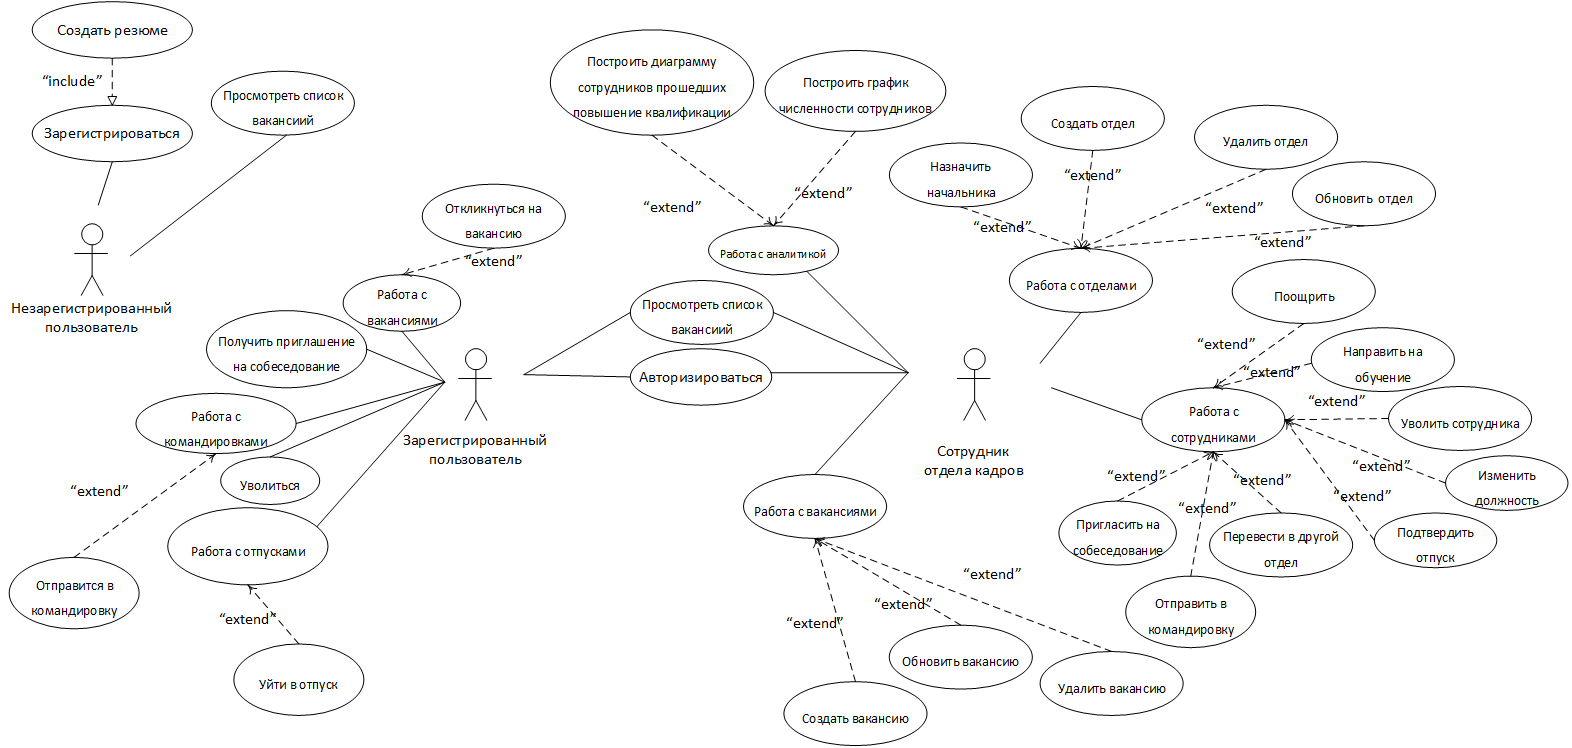 Создать резюме
“include”
Зарегистрироваться
Просмотреть список
вакансиий
Незарегистрированный
пользователь
Откликнуться на
вакансию
“extend”
Работа с
вакансиями
Получить приглашение
на собеседование
Работа с
командировками
Уволиться
“extend”
Работа с отпусками
Отправится в
командировку
“extend”
Уйти в отпуск
Зарегистрированный
пользователь
Построить диаграмму
сотрудников прошедших
повышение квалификации
Построить график
численности сотрудников
“extend”
“extend”
Работа с аналитикой
Просмотреть список
вакансиий
Авторизироваться
Сотрудник
отдела кадров
Работа с вакансиями
“extend”
“extend”
“extend”
Создать вакансию
Обновить вакансию
Удалить вакансию
Назначить
начальника
Создать отдел
Удалить отдел
Обновить отдел
“extend”
“extend”
“extend”
“extend”
Работа с отделами
Поощрить
“extend”
Направить на
обучение
“extend”
“extend”
Уволить сотрудника
Работа с
сотрудниками
“extend”
Изменить
должность
“extend”
“extend”
“extend”
“extend”
Пригласить на
собеседование
Перевести в другой
отдел
Подтвердить
отпуск
Отправить в
командировку